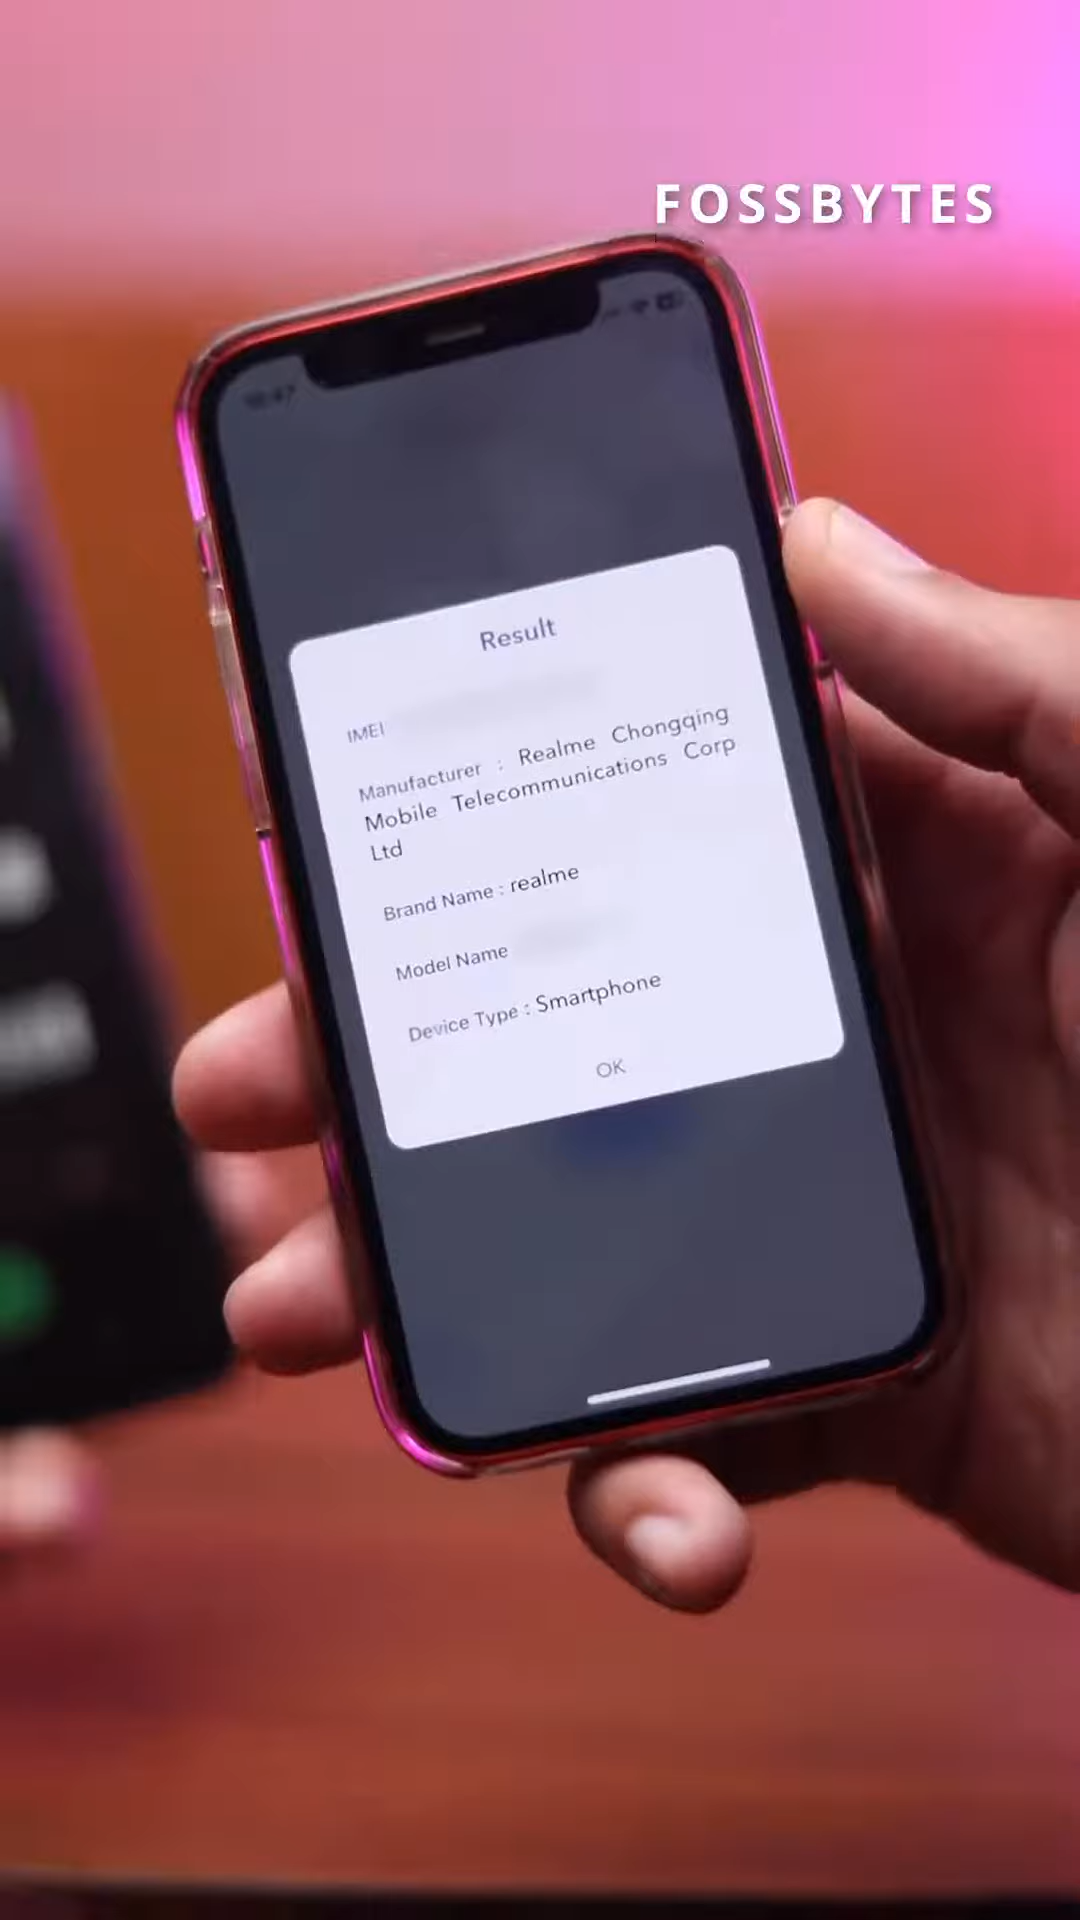 FOSSBYTES
Result
IMEI
Manufacturer : Realme Chongqing
Mobile Telecommunications Corp
Ltd
Brand Name : realme
Model Name
Device Type : Smartphone
OK